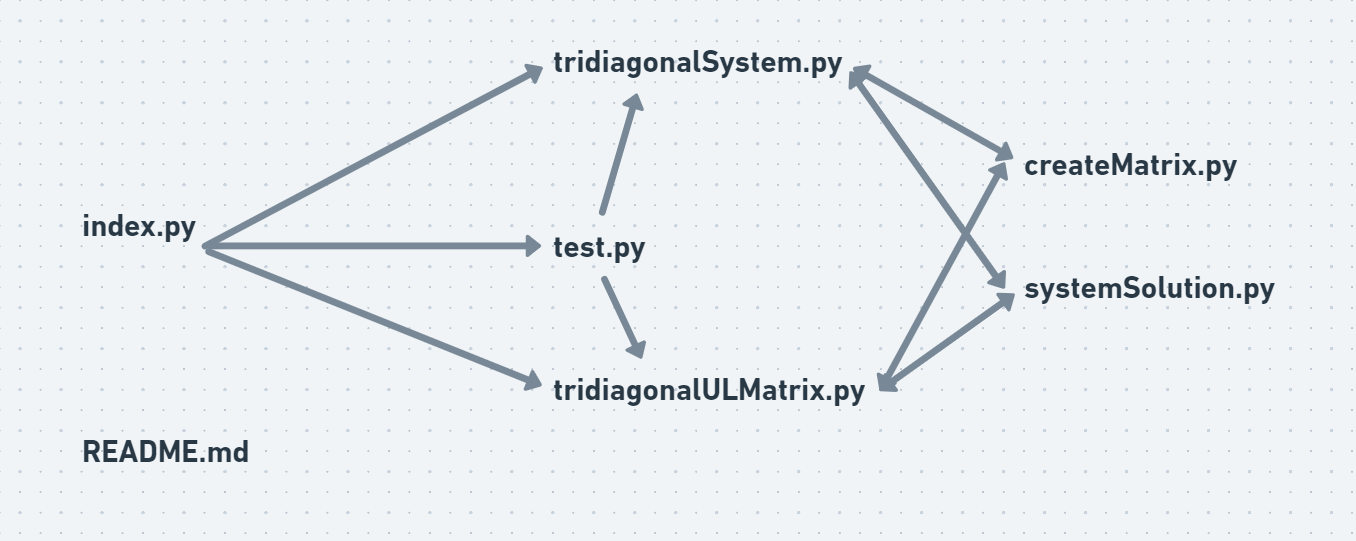 tridiagonalSystem.py
createMatrix.py
index.py
test.py
systemSolution.py
tridiagonalULMatrix.py
README.md